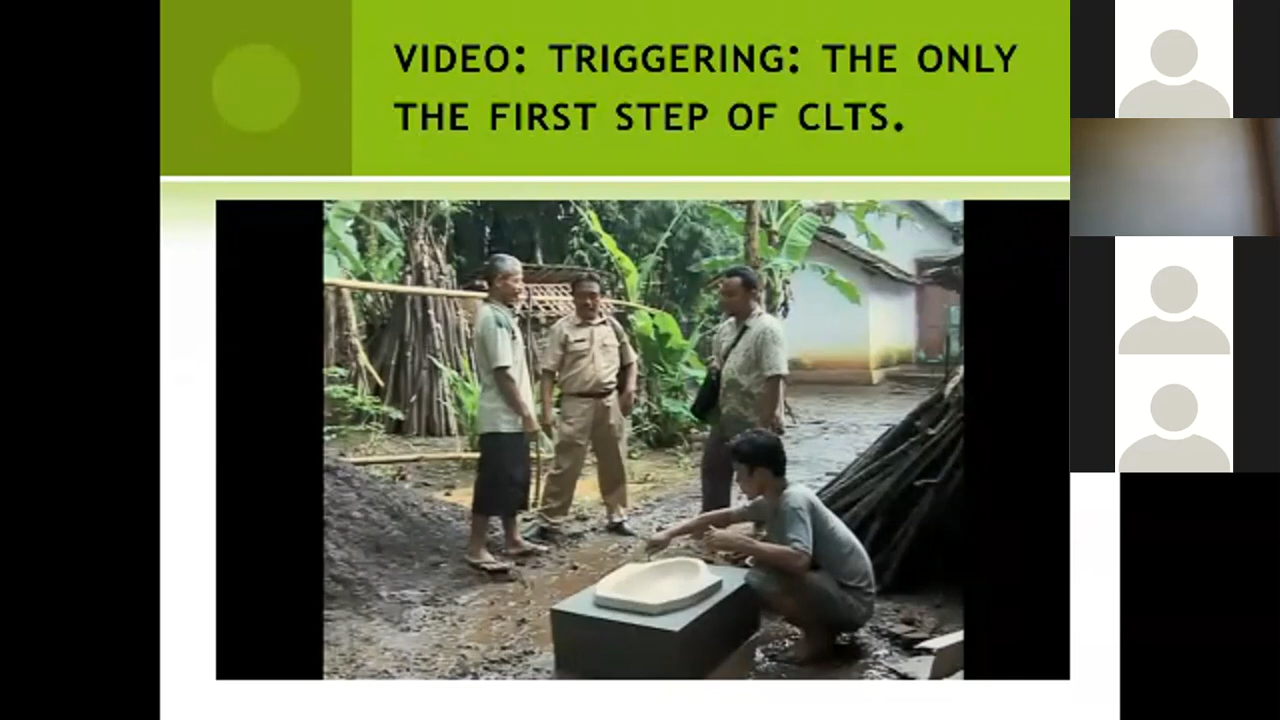 VIDEO: TRIGGERING: THE ONLY
THE FIRST STEP OF CLTS.